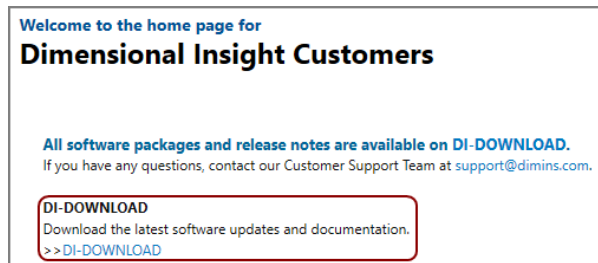 Welcome to the home page for
Dimensional Insight Customers
All software packages and release notes are available on DI-DOWNLOAD.
If you have any questions, contact our Customer Support Team at support@dimins.com.
DI-DOWNLOAD
Download the latest software updates and documentation.
>>DI-DOWNLOAD